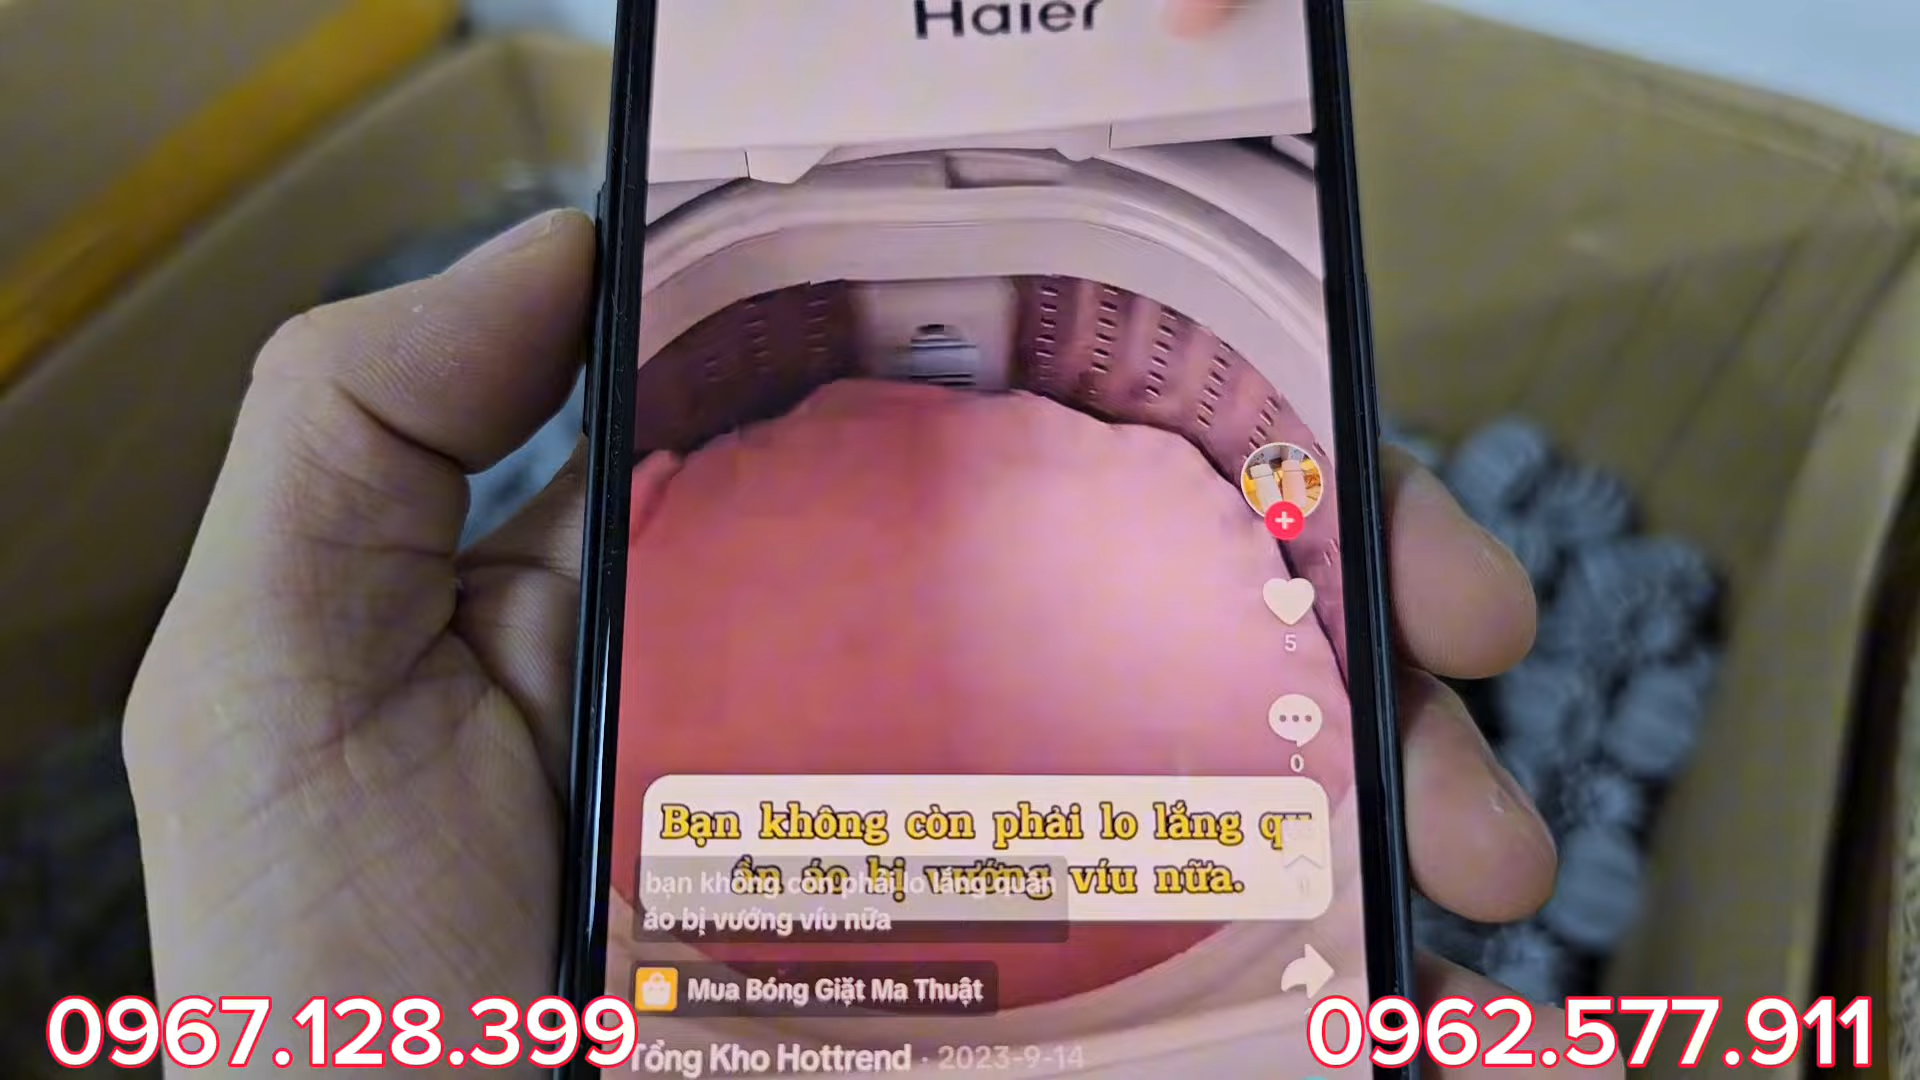 Haier
5
0
Bạn không còn phải lo lắng qu
ần áo bị vướng víu nữa.
bạn không còn phải lo lắng quần
áo bị vướng víu nữa
Mua Bóng Giặt Ma Thuật
Tổng Kho Hottrend · 2023-9-14
0967.128.399
0962.577.911